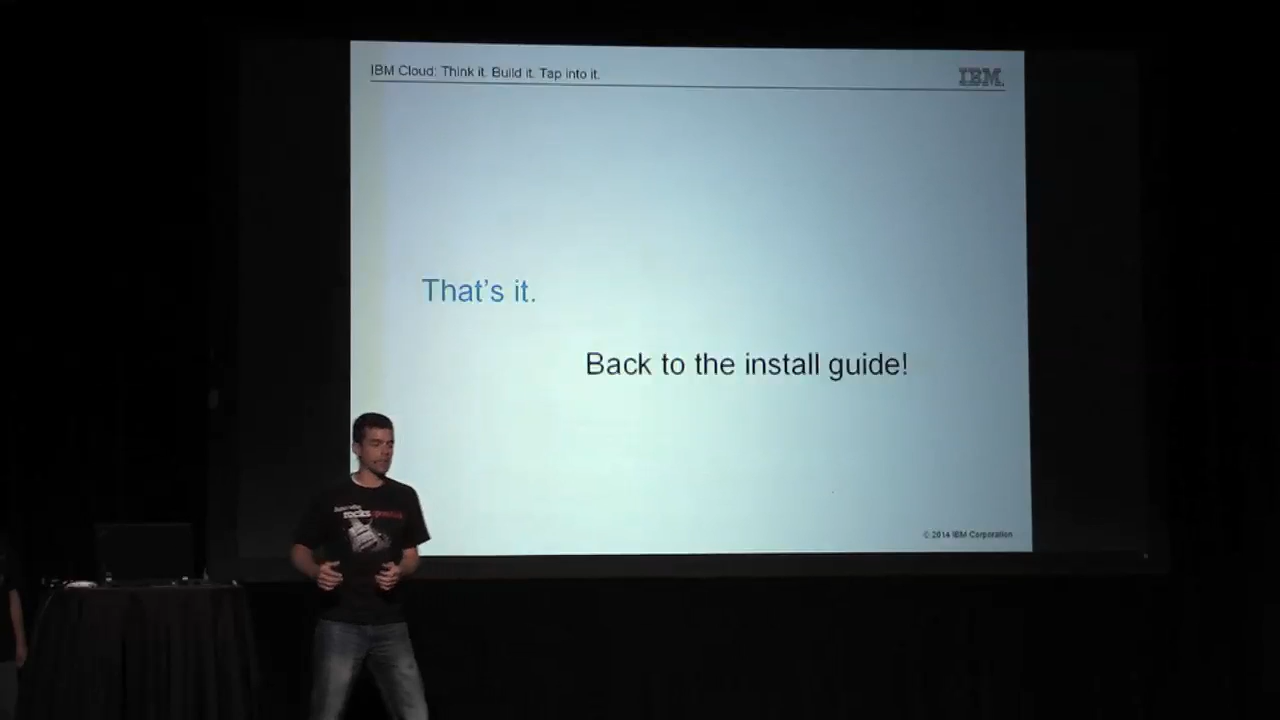 IBM Cloud: Think it. Build it. Tap into it.
IBM
That's it.
Back to the install guide!
© 2014 IBM Corporation
rocks